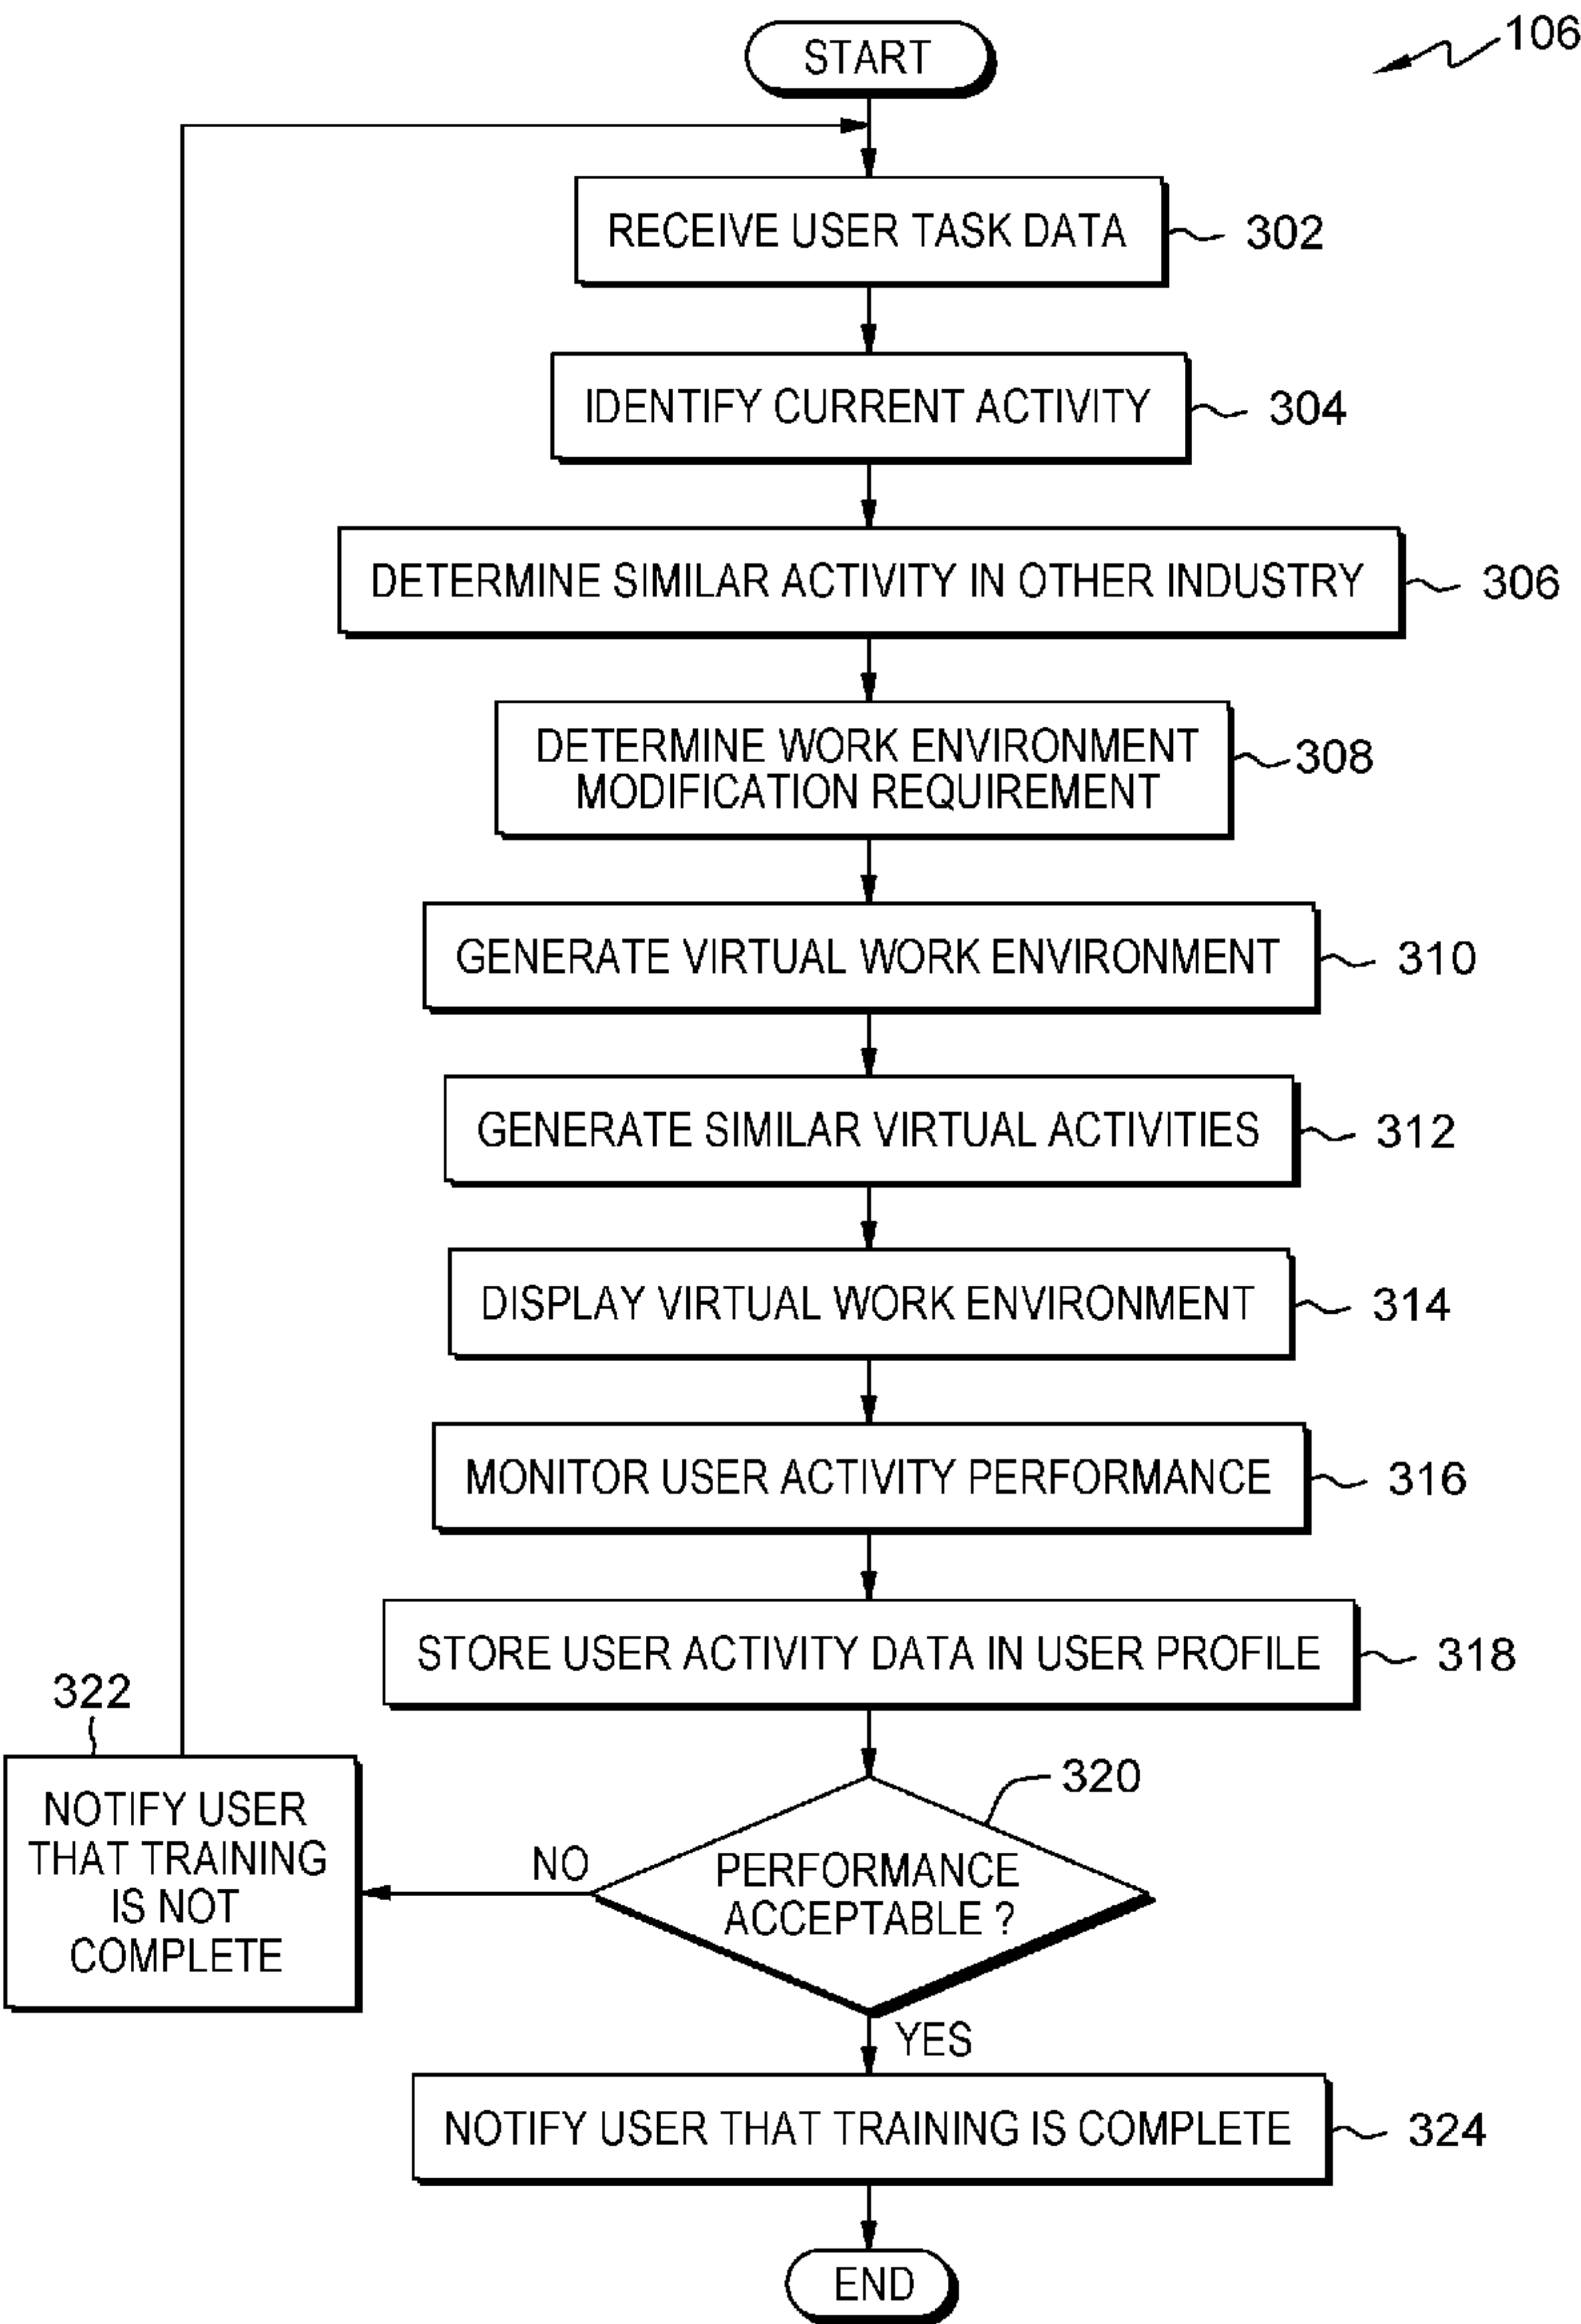 START
106
RECEIVE USER TASK DATA
302
IDENTIFY CURRENT ACTIVITY
304
DETERMINE SIMILAR ACTIVITY IN OTHER INDUSTRY
306
DETERMINE WORK ENVIRONMENT
MODIFICATION REQUIREMENT
308
GENERATE VIRTUAL WORK ENVIRONMENT
310
GENERATE SIMILAR VIRTUAL ACTIVITIES
312
DISPLAY VIRTUAL WORK ENVIRONMENT
314
MONITOR USER ACTIVITY PERFORMANCE
316
STORE USER ACTIVITY DATA IN USER PROFILE
318
322
NOTIFY USER
THAT TRAINING
IS NOT
COMPLETE
NO
320
PERFORMANCE
ACCEPTABLE ?
YES
NOTIFY USER THAT TRAINING IS COMPLETE
324
END